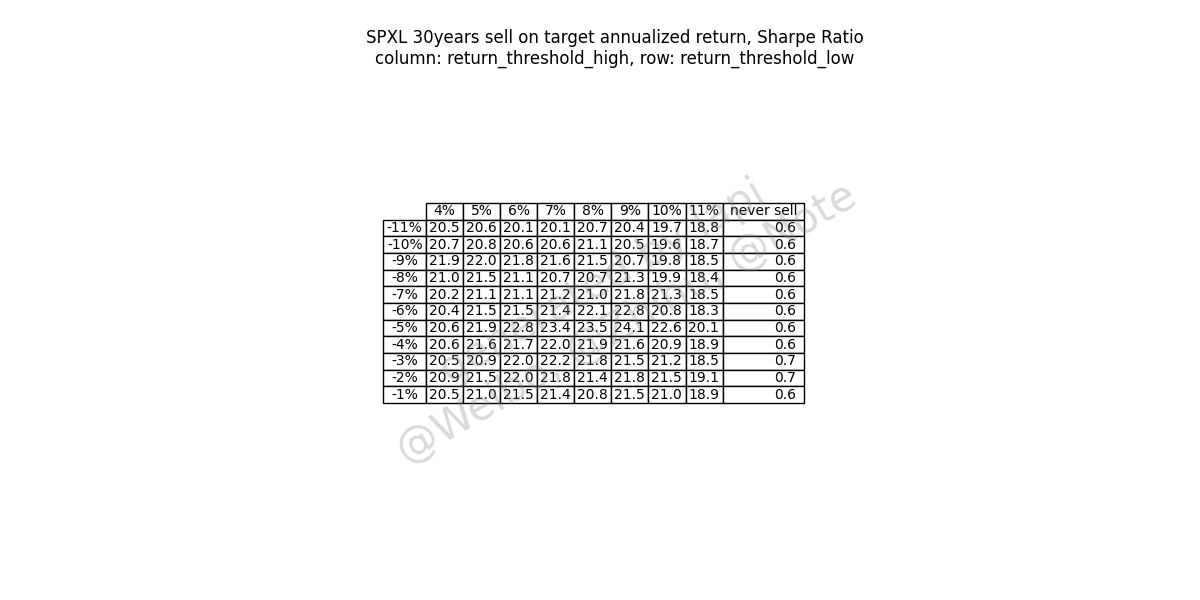 SPXL 30years sell on target annualized return, Sharpe Ratio
column: return_threshold_high, row: return_threshold_low
4% 5% 6% 7% 8% 9% 10% 11% never sell
-11% 20.5 20.6 20.1 20.1 20.7 20.4 19.7 18.8 0.6
-10% 20.7 20.8 20.6 20.6 21.1 20.5 19.6 18.7 0.6
-9% 21.9 22.0 21.8 21.6 21.5 20.7 19.8 18.5 0.6
-8% 21.0 21.5 21.1 20.7 20.7 21.3 19.9 18.4 0.6
-7% 20.2 21.1 21.1 21.2 21.0 21.8 21.3 18.5 0.6
-6% 20.4 21.5 21.5 21.4 22.1 22.8 20.8 18.3 0.6
-5% 20.6 21.9 22.8 23.4 23.5 24.1 22.6 20.1 0.6
-4% 20.6 21.6 21.7 22.0 21.9 21.6 20.9 18.9 0.6
-3% 20.5 20.9 22.0 22.2 21.8 21.5 21.2 18.5 0.7
-2% 20.9 21.5 22.0 21.8 21.4 21.8 21.5 19.1 0.7
-1% 20.5 21.0 21.5 21.4 20.8 21.5 21.0 18.9 0.6
@Note